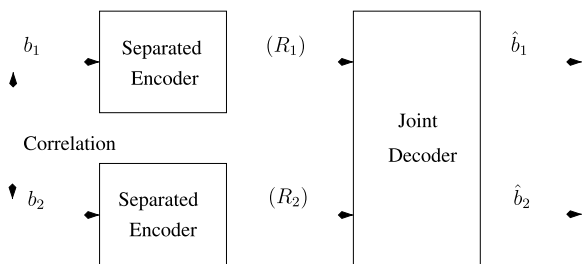 b₁ Separated Encoder (R₁) b̂₁
Joint Decoder
Correlation
b₂ Separated Encoder (R₂) b̂₂